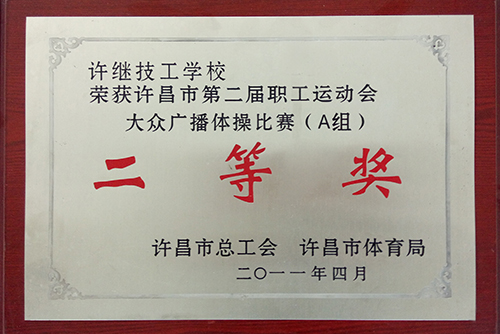 许继技工学校
荣获许昌市第二届职工运动会
大众广播体操比赛（A组）
二等奖
许昌市总工会 许昌市体育局
二〇一一年四月